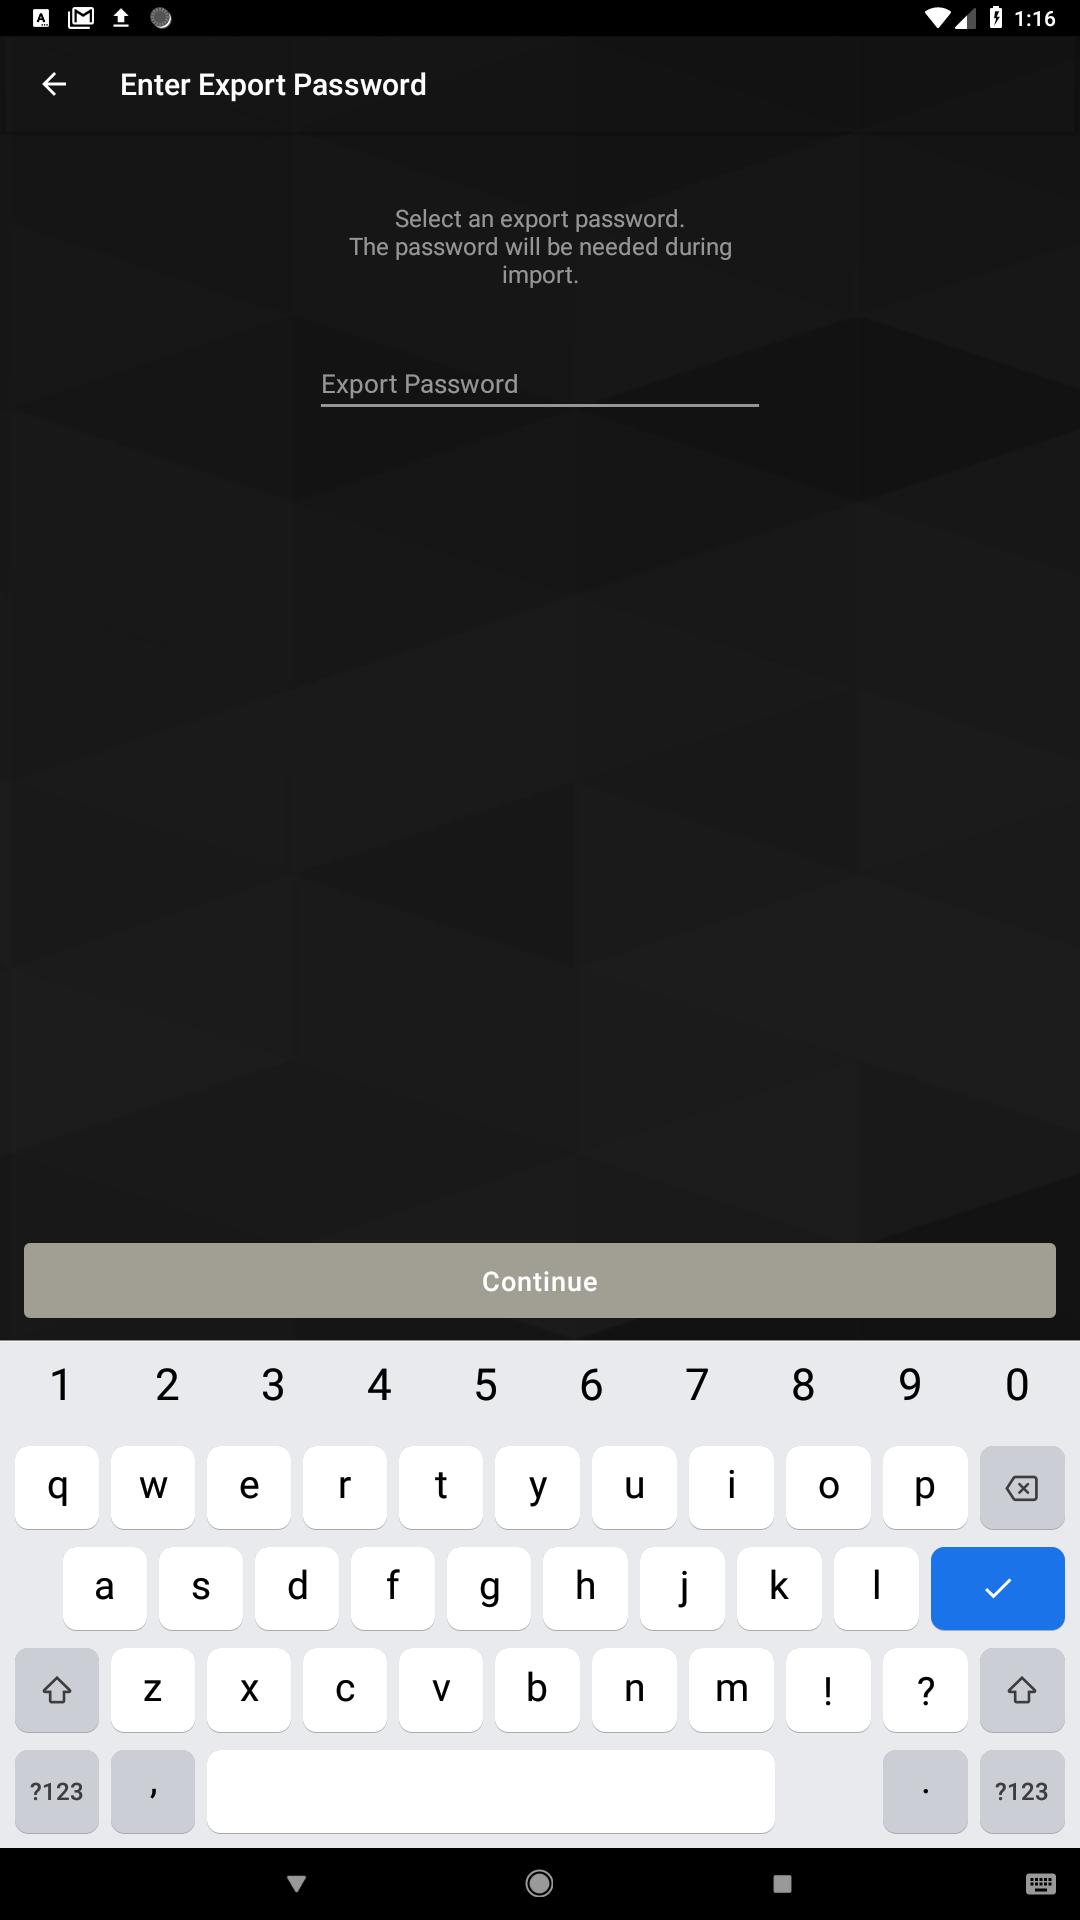 1:16
Enter Export Password
Select an export password.
The password will be needed during
import.
Export Password
Continue
1 2 3 4 5 6 7 8 9 0
q w e r t y u i o p
a s d f g h j k l
z x c v b n m ! ?
?123 , . ?123